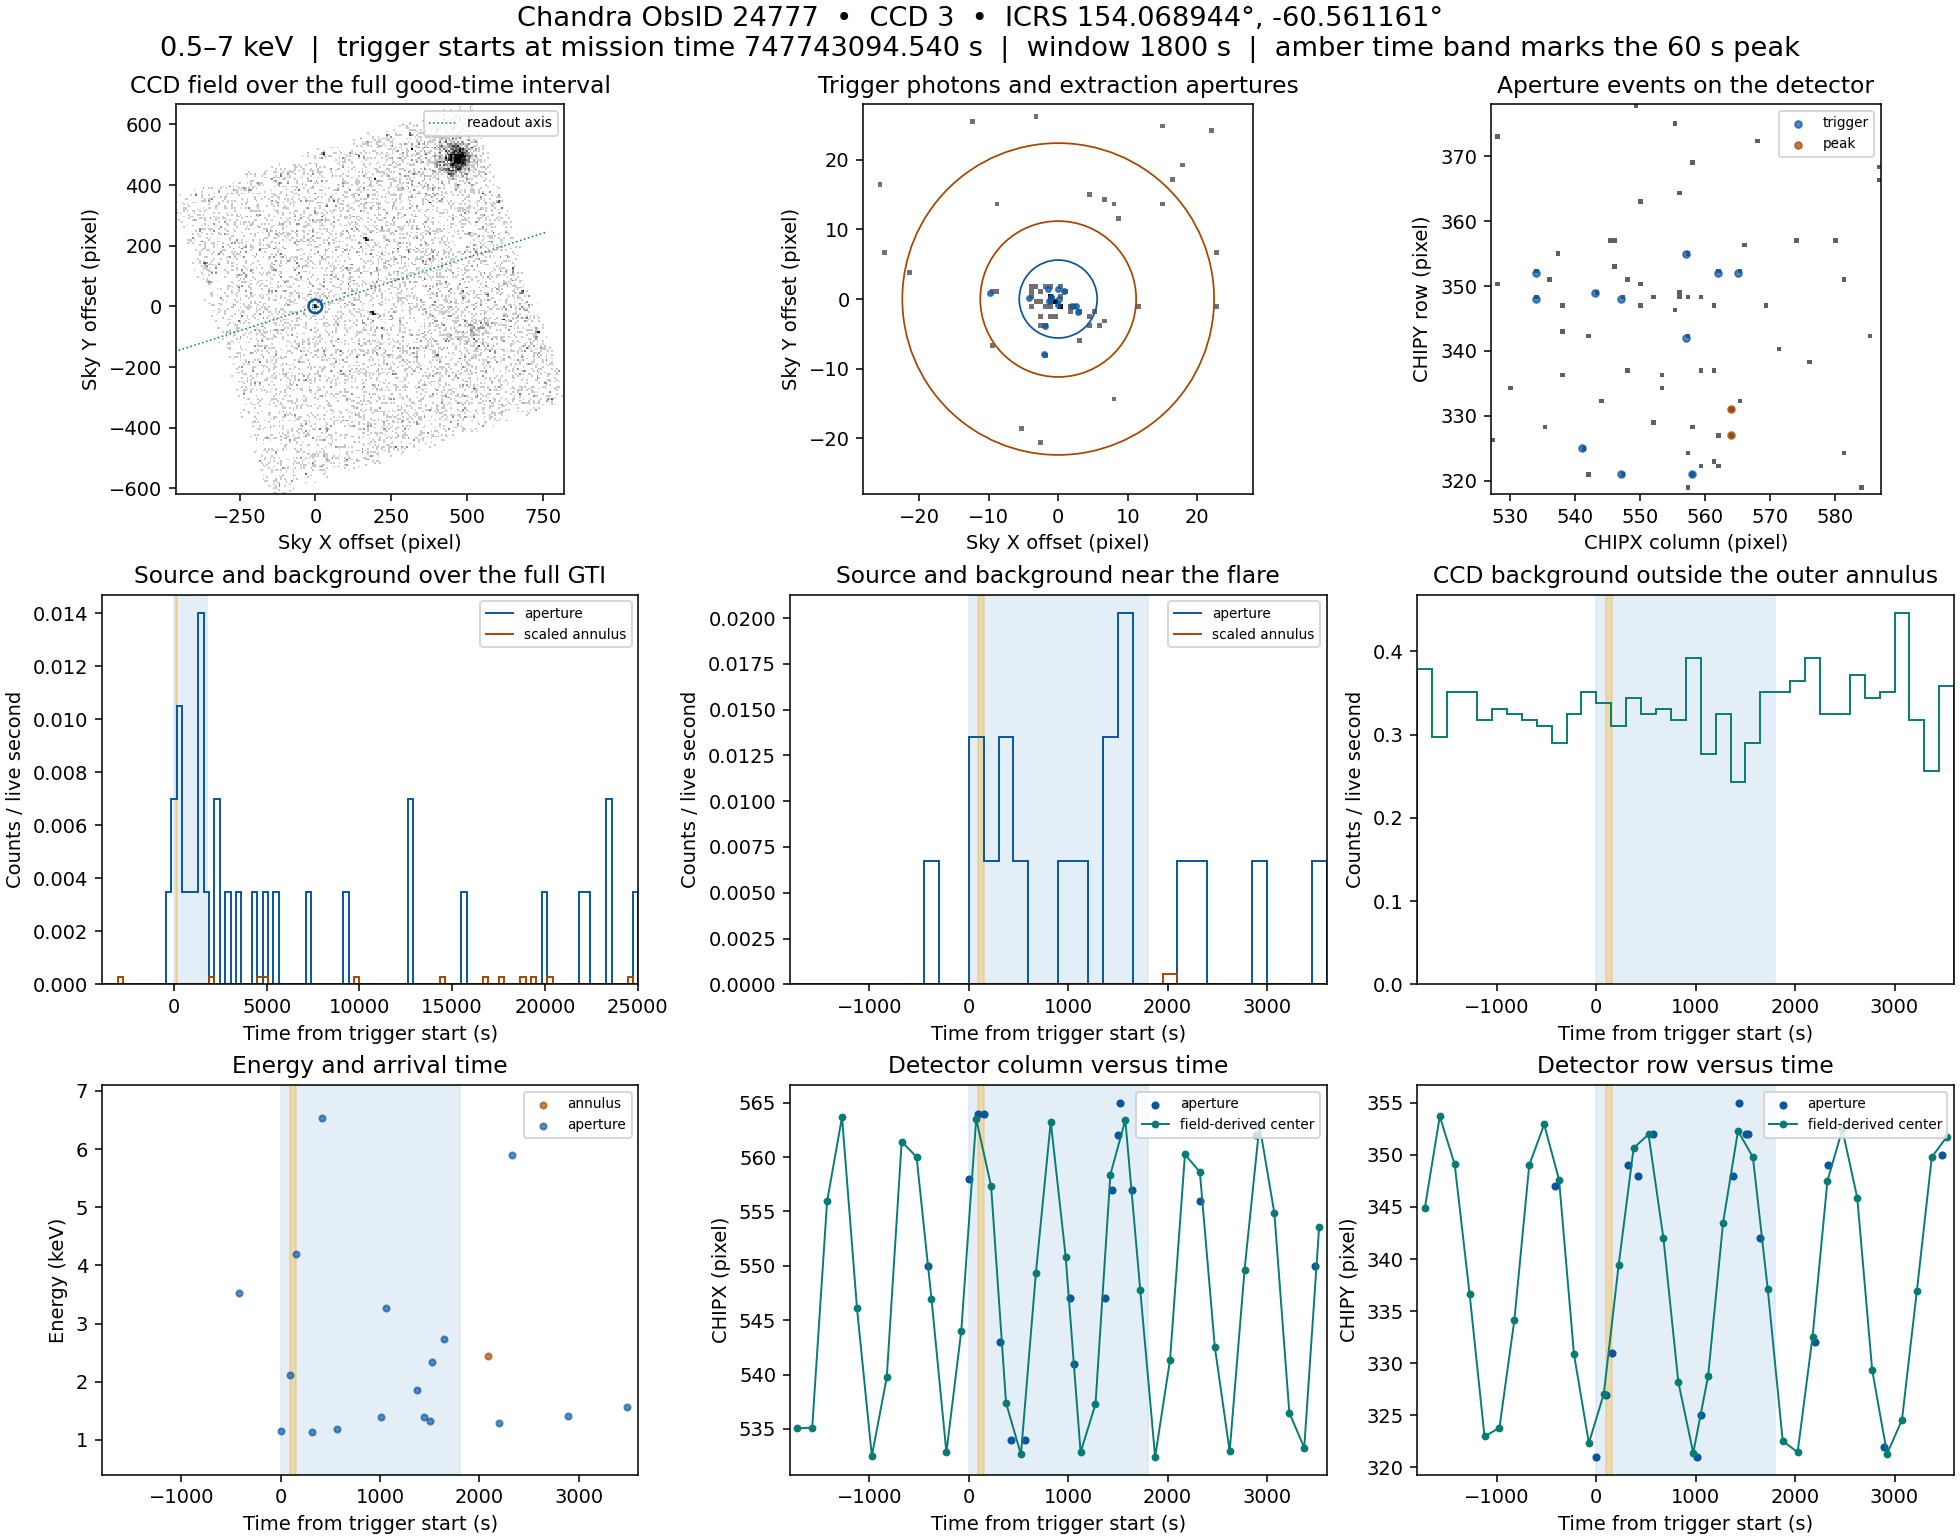 Chandra ObsID 24777 • CCD 3 • ICRS 154.068944°, -60.561161°
0.5–7 keV | trigger starts at mission time 747743094.540 s | window 1800 s | amber time band marks the 60 s peak
CCD field over the full good-time interval
readout axis
600
400
200
0
−200
−400
−600
Sky Y offset (pixel)
−250 0 250 500 750
Sky X offset (pixel)
Trigger photons and extraction apertures
20
10
0
−10
−20
Sky Y offset (pixel)
−20 −10 0 10 20
Sky X offset (pixel)
Aperture events on the detector
trigger
peak
370
360
350
340
330
320
CHIPY row (pixel)
530 540 550 560 570 580
CHIPX column (pixel)
Source and background over the full GTI
aperture
scaled annulus
0.014
0.012
0.010
0.008
0.006
0.004
0.002
0.000
Counts / live second
0 5000 10000 15000 20000 25000
Time from trigger start (s)
Source and background near the flare
aperture
scaled annulus
0.0200
0.0175
0.0150
0.0125
0.0100
0.0075
0.0050
0.0025
0.0000
Counts / live second
−1000 0 1000 2000 3000
Time from trigger start (s)
CCD background outside the outer annulus
0.4
0.3
0.2
0.1
0.0
Counts / live second
−1000 0 1000 2000 3000
Time from trigger start (s)
Energy and arrival time
annulus
aperture
7
6
5
4
3
2
1
Energy (keV)
−1000 0 1000 2000 3000
Time from trigger start (s)
Detector column versus time
aperture
field-derived center
565
560
555
550
545
540
535
CHIPX (pixel)
−1000 0 1000 2000 3000
Time from trigger start (s)
Detector row versus time
aperture
field-derived center
355
350
345
340
335
330
325
320
CHIPY (pixel)
−1000 0 1000 2000 3000
Time from trigger start (s)